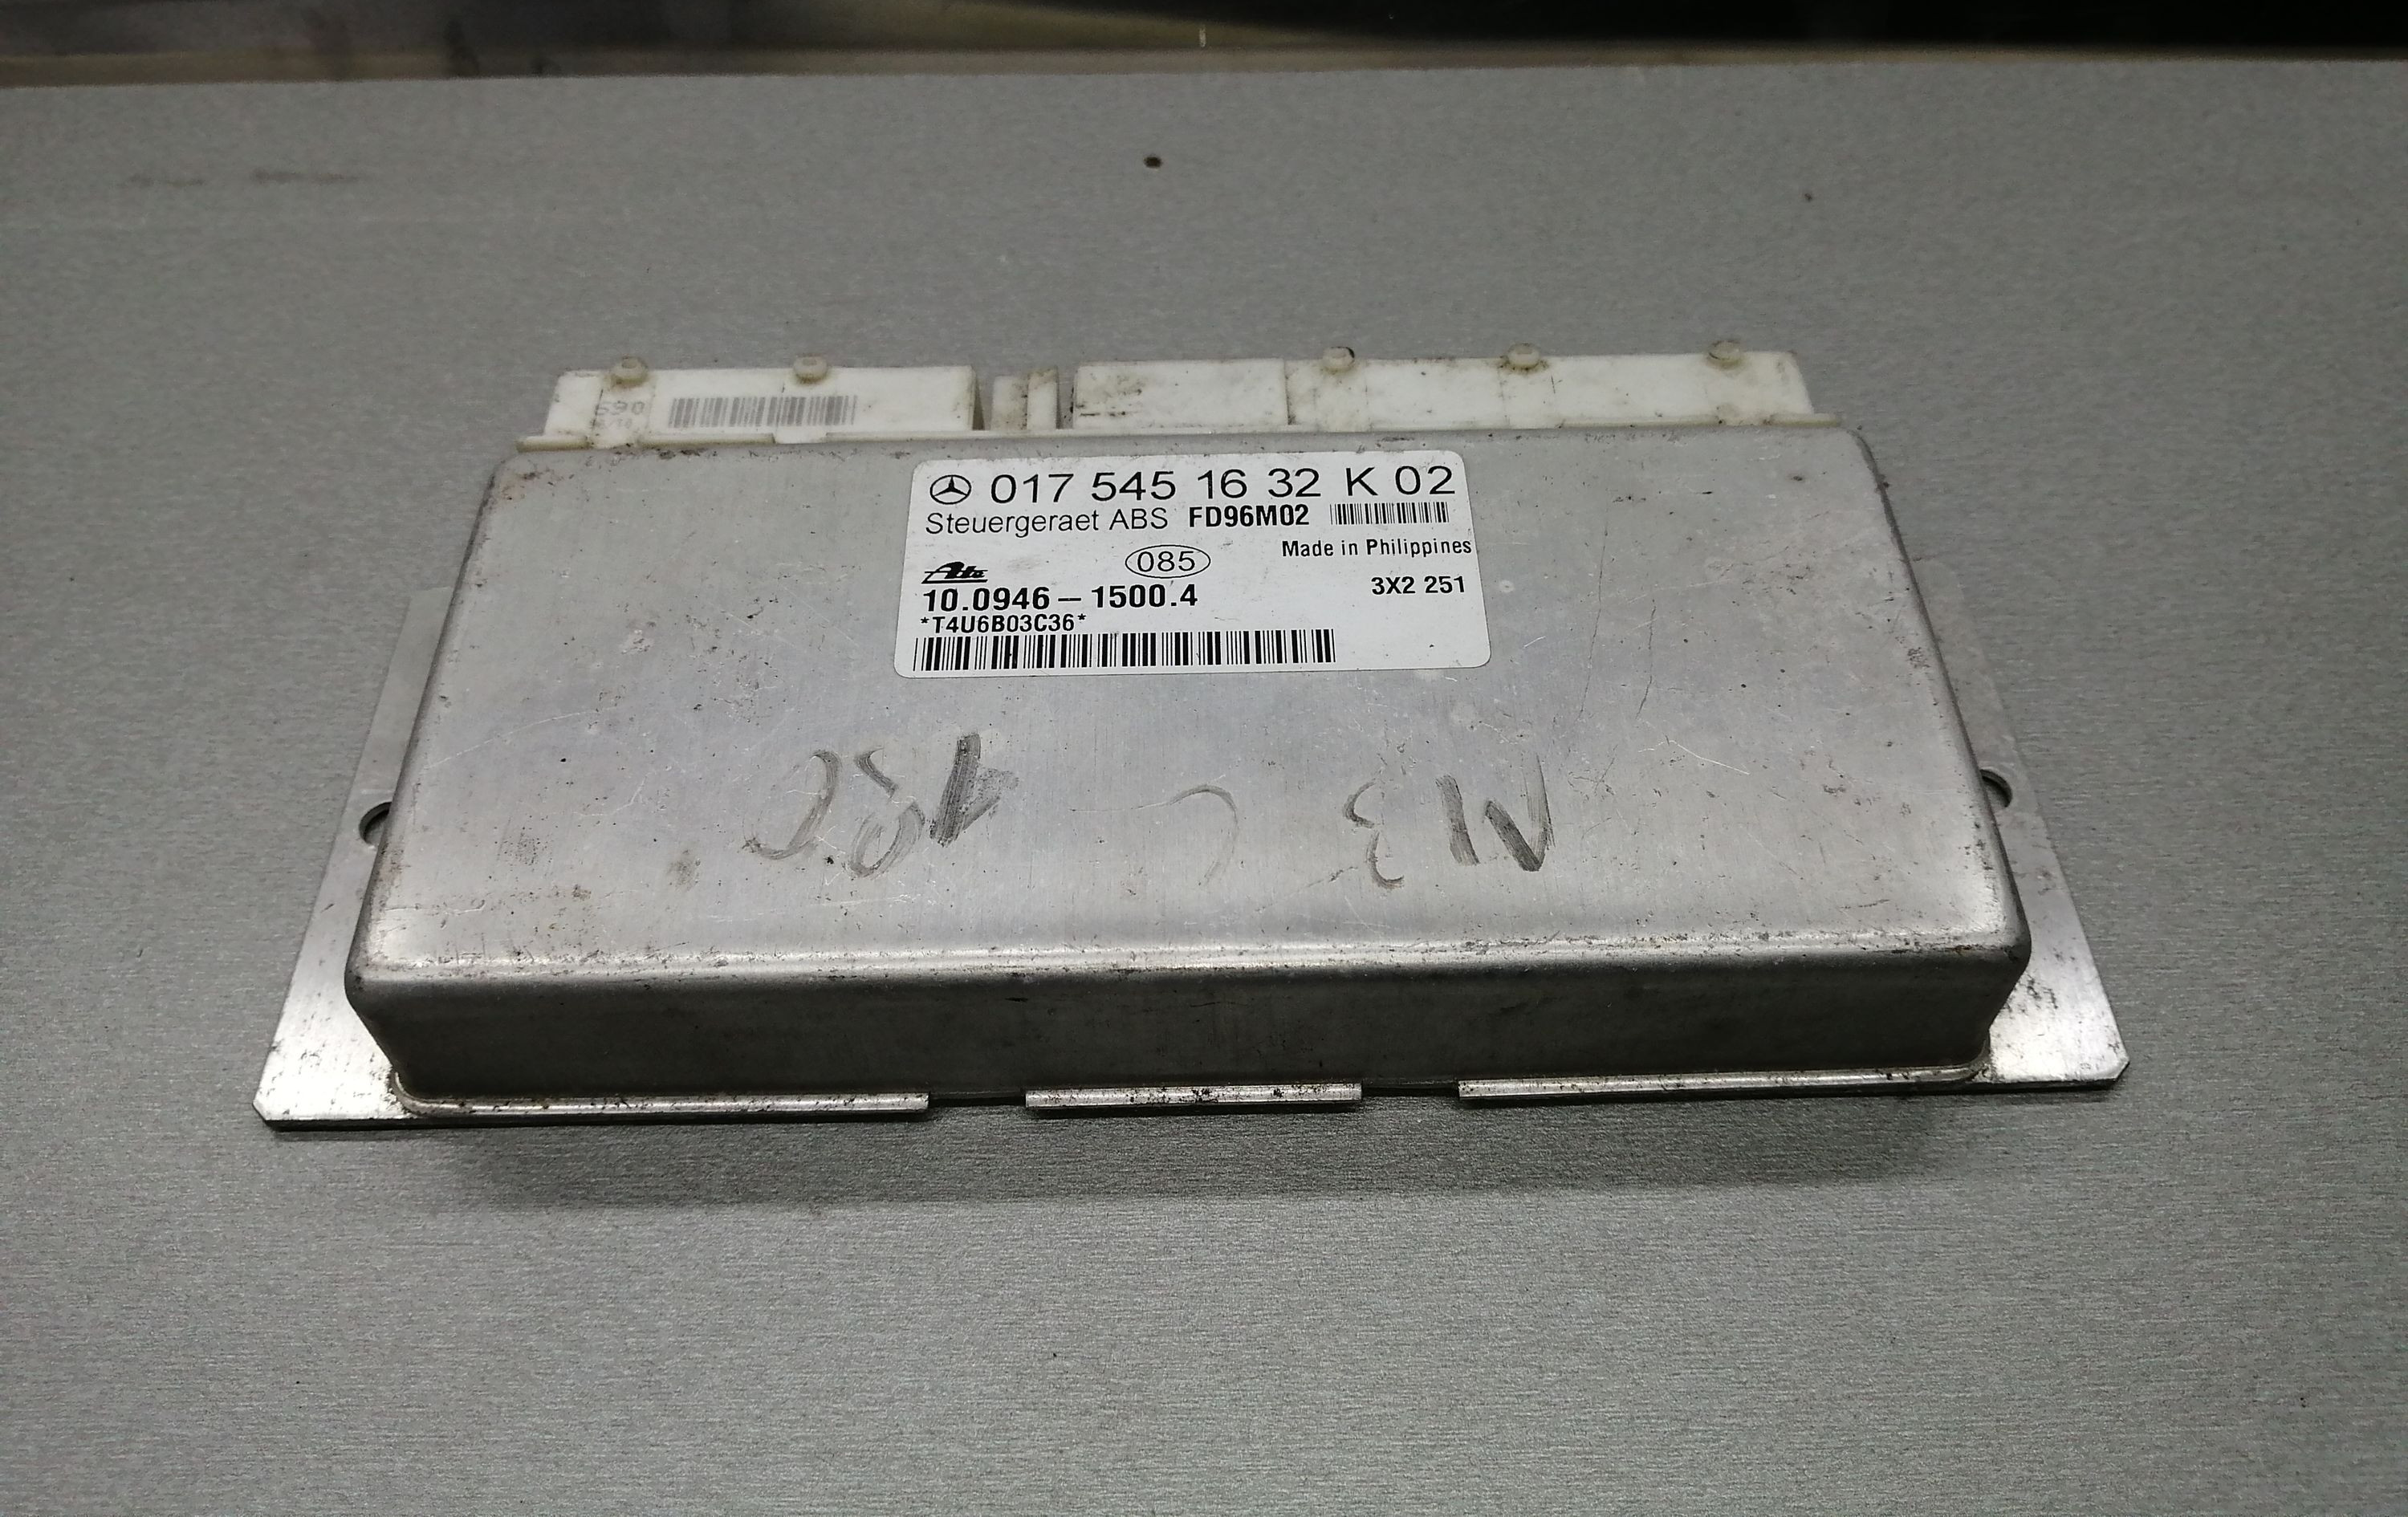 590
017 545 16 32 K 02
Steuergeraet ABS FD96M02
Made in Philippines
Ate 085
10.0946-1500.4 3X2 251
*T4U6B03C36*